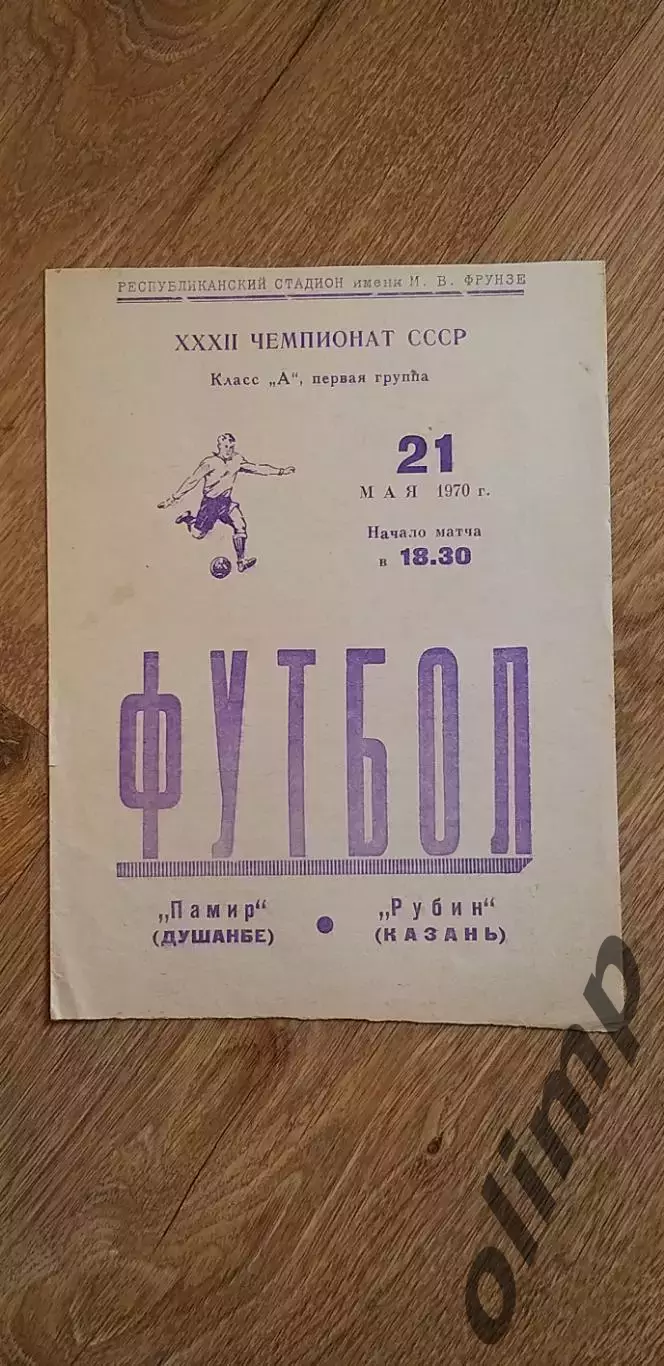 РЕСПУБЛИКАНСКИЙ СТАДИОН имени М. В. ФРУНЗЕ
XXXII ЧЕМПИОНАТ СССР
Класс „А“, первая группа
21
МАЯ 1970 г.
Начало матча
в 18.30
ФУТБОЛ
„Памир“ • „Рубин“
(ДУШАНБЕ) (КАЗАНЬ)
olimp